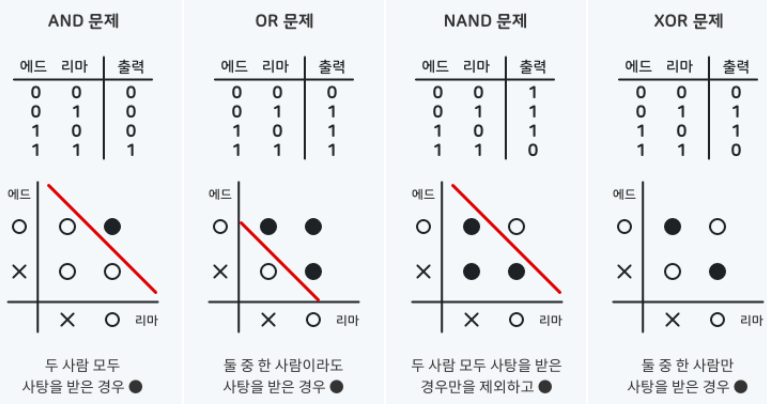 AND 문제
에드 리마 출력
0 0 0
0 1 0
1 0 0
1 1 1
에드
리마
두 사람 모두
사탕을 받은 경우 ●
OR 문제
에드 리마 출력
0 0 0
0 1 1
1 0 1
1 1 1
에드
리마
둘 중 한 사람이라도
사탕을 받은 경우 ●
NAND 문제
에드 리마 출력
0 0 1
0 1 1
1 0 1
1 1 0
에드
리마
두 사람 모두 사탕을 받은
경우만을 제외하고 ●
XOR 문제
에드 리마 출력
0 0 0
0 1 1
1 0 1
1 1 0
에드
리마
둘 중 한 사람만
사탕을 받은 경우 ●